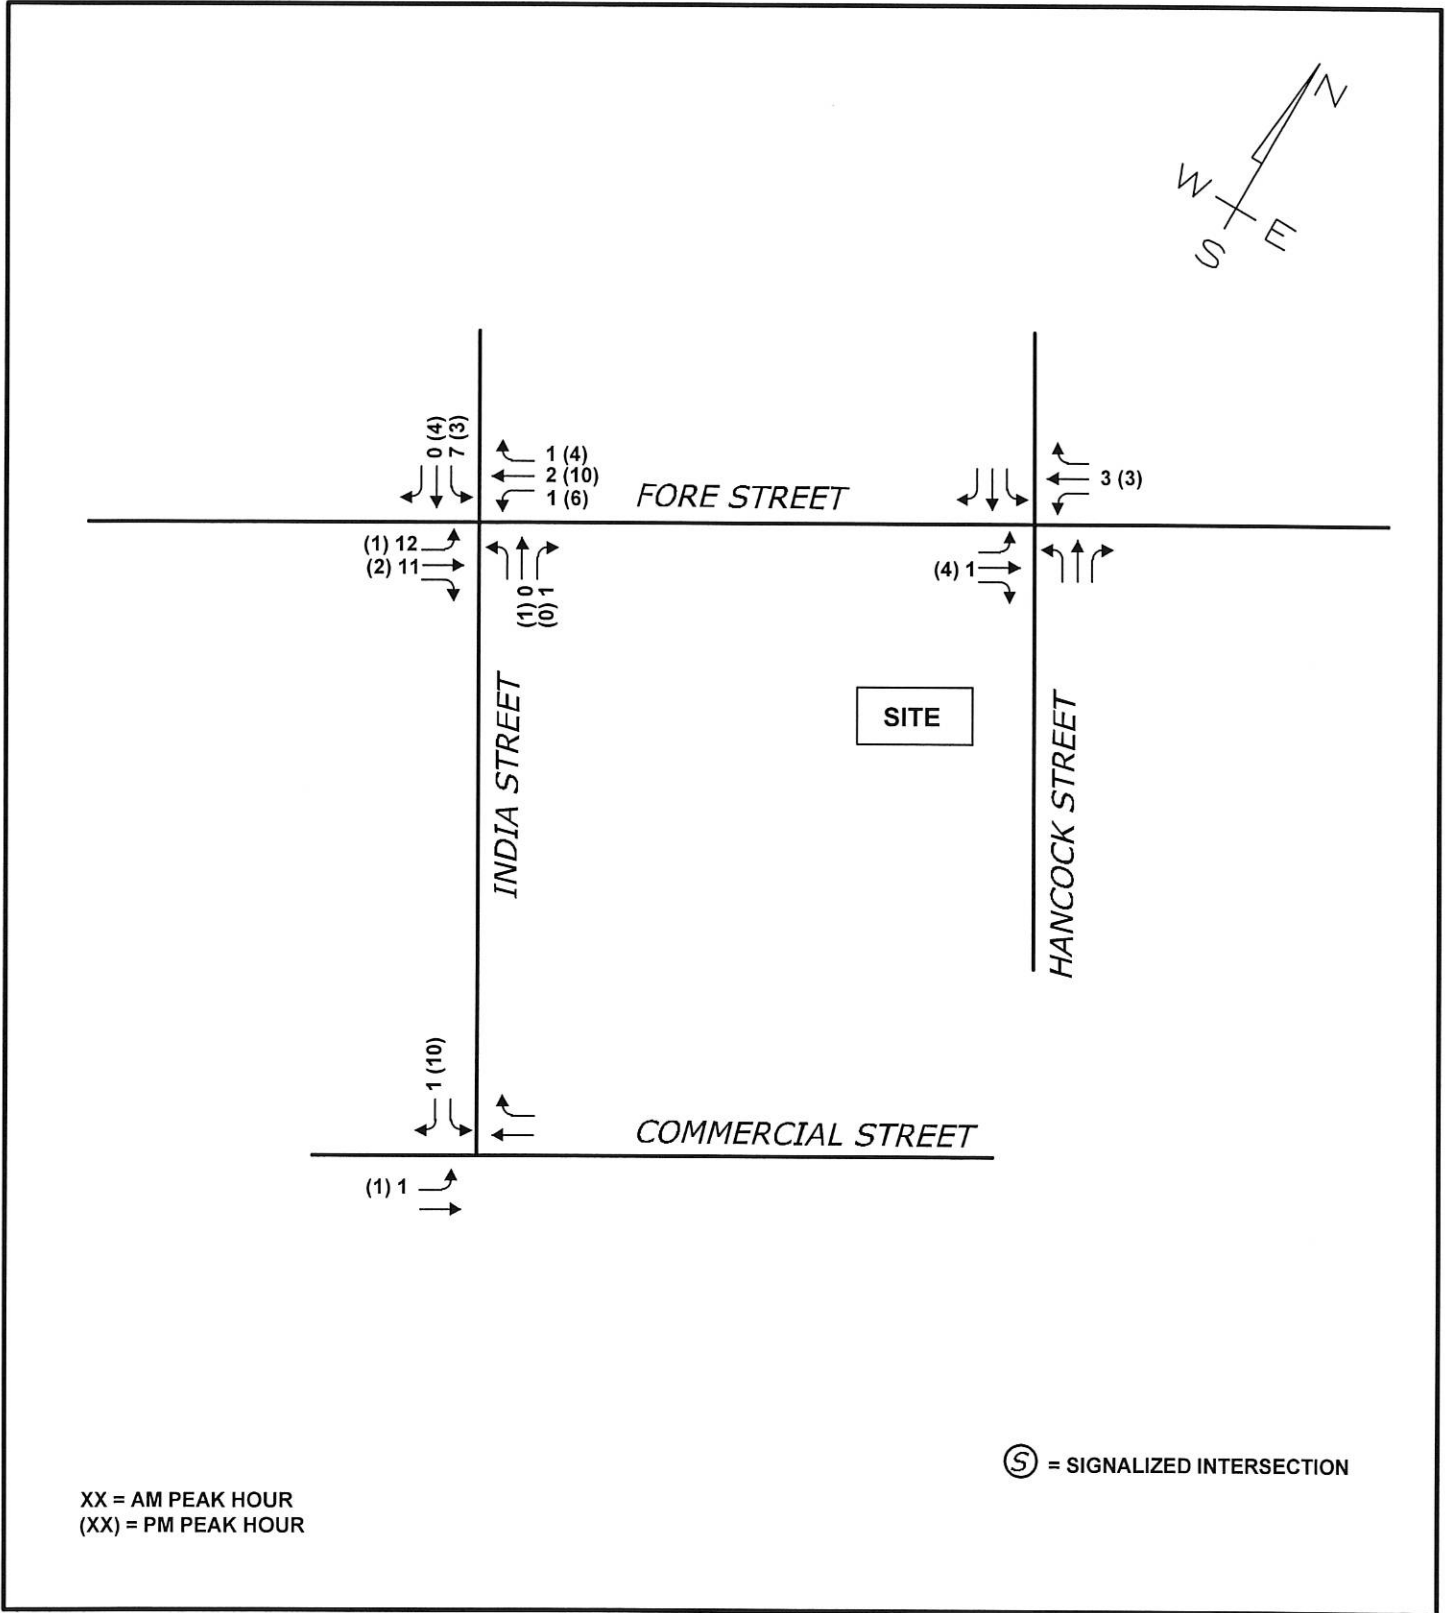 N
W
E
S
0 (4)
7 (3)
1 (4)
2 (10)
1 (6)
FORE STREET
3 (3)
(1) 12
(2) 11
(1) 0
(0) 1
(4) 1
SITE
INDIA STREET
HANCOCK STREET
1 (10)
COMMERCIAL STREET
(1) 1
S = SIGNALIZED INTERSECTION
XX = AM PEAK HOUR
(XX) = PM PEAK HOUR